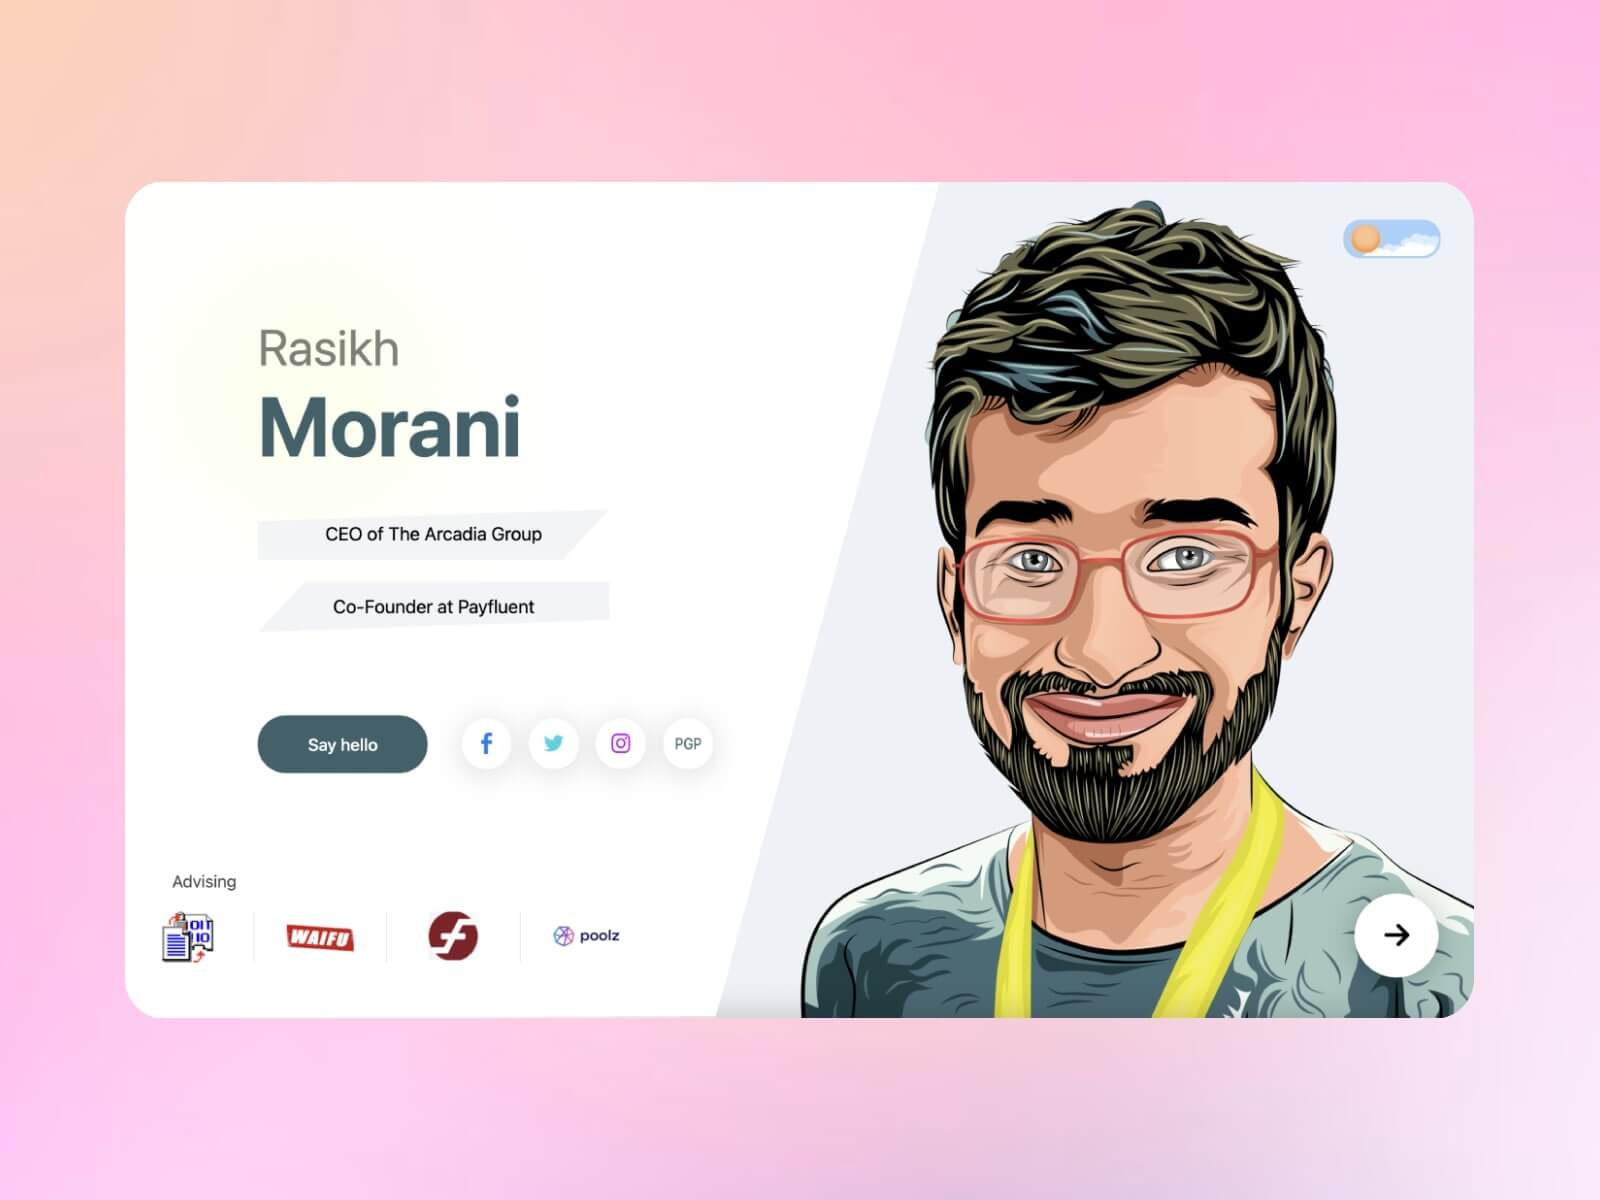 Rasikh
Morani
CEO of The Arcadia Group
Co-Founder at Payfluent
Say hello
PGP
Advising
WAIFU
poolz